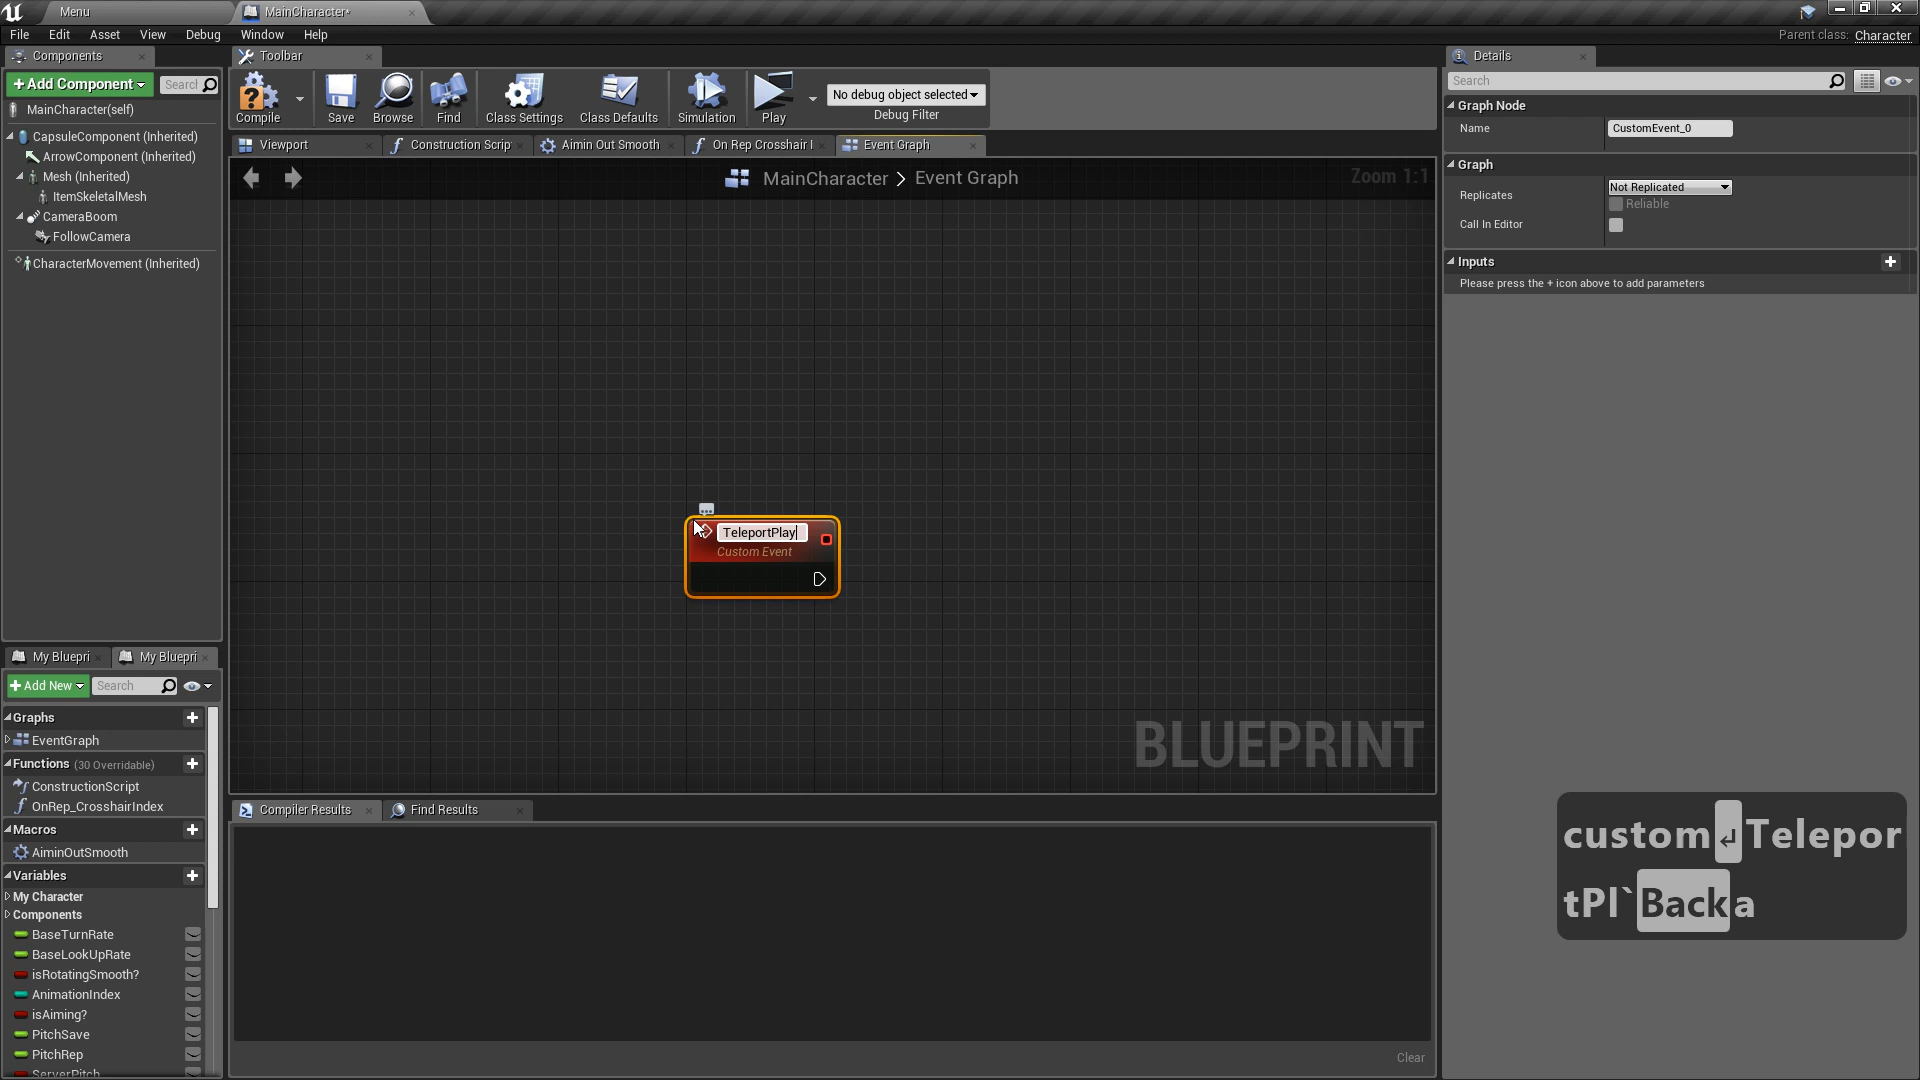 Menu
MainCharacter*
File Edit Asset View Debug Window Help
Parent class: Character
Components
Toolbar
Details
+Add Component
Search
Compile
Save
Browse
Find
Class Settings
Class Defaults
Simulation
Play
No debug object selected
Debug Filter
Search
MainCharacter(self)
CapsuleComponent (Inherited)
ArrowComponent (Inherited)
Mesh (Inherited)
ItemSkeletalMesh
CameraBoom
FollowCamera
CharacterMovement (Inherited)
Viewport
Construction Scrip
Aimin Out Smooth
On Rep Crosshair I
Event Graph
MainCharacter > Event Graph
Zoom 1:1
Graph Node
Name
CustomEvent_0
Graph
Replicates
Not Replicated
Reliable
Call In Editor
Inputs
Please press the + icon above to add parameters
TeleportPlay
Custom Event
BLUEPRINT
My Bluepri
My Bluepri
+Add New
Search
Graphs
EventGraph
Functions (30 Overridable)
ConstructionScript
OnRep_CrosshairIndex
Macros
AiminOutSmooth
Variables
My Character
Components
BaseTurnRate
BaseLookUpRate
isRotatingSmooth?
AnimationIndex
isAiming?
PitchSave
PitchRep
ServerPitch
Compiler Results
Find Results
Clear
custom↵Telepor
tPl`Backa